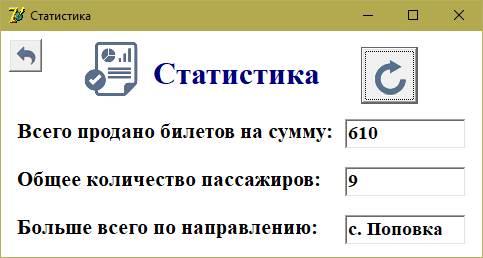 Статистика
Статистика
Всего продано билетов на сумму: 610
Общее количество пассажиров: 9
Больше всего по направлению: с. Поповка